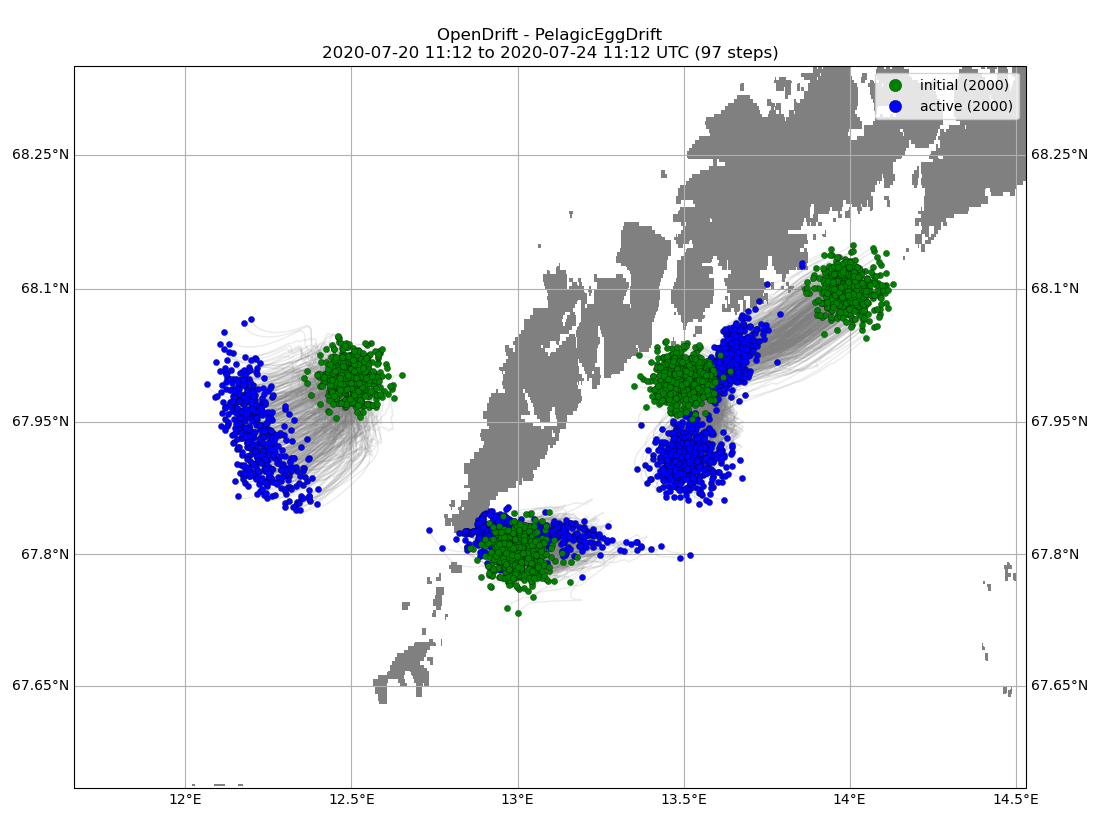 OpenDrift - PelagicEggDrift
2020-07-20 11:12 to 2020-07-24 11:12 UTC (97 steps)
initial (2000)
active (2000)
68.25°N
68.25°N
68.1°N
68.1°N
67.95°N
67.95°N
67.8°N
67.8°N
67.65°N
67.65°N
12°E
12.5°E
13°E
13.5°E
14°E
14.5°E